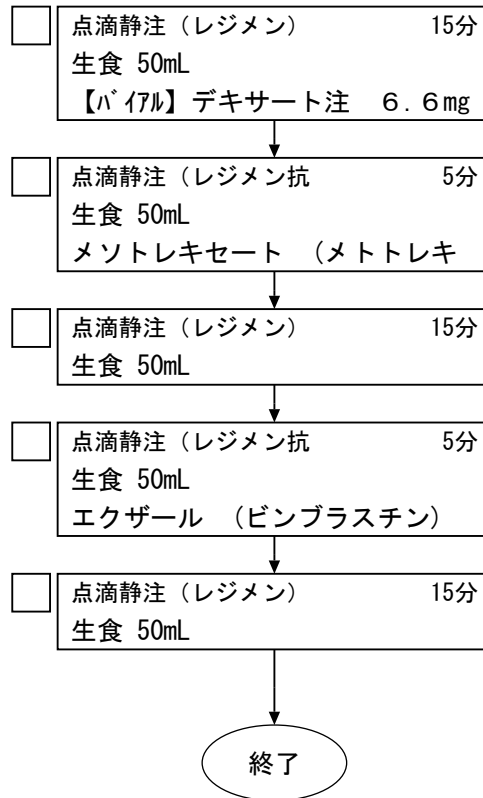 点滴静注（レジメン） 15分
生食 50mL
【ﾊﾞｲｱﾙ】デキサート注 ６．６mg
点滴静注（レジメン抗 5分
生食 50mL
メソトレキセート （メトトレキ
点滴静注（レジメン） 15分
生食 50mL
点滴静注（レジメン抗 5分
生食 50mL
エクザール （ビンブラスチン）
点滴静注（レジメン） 15分
生食 50mL
終了